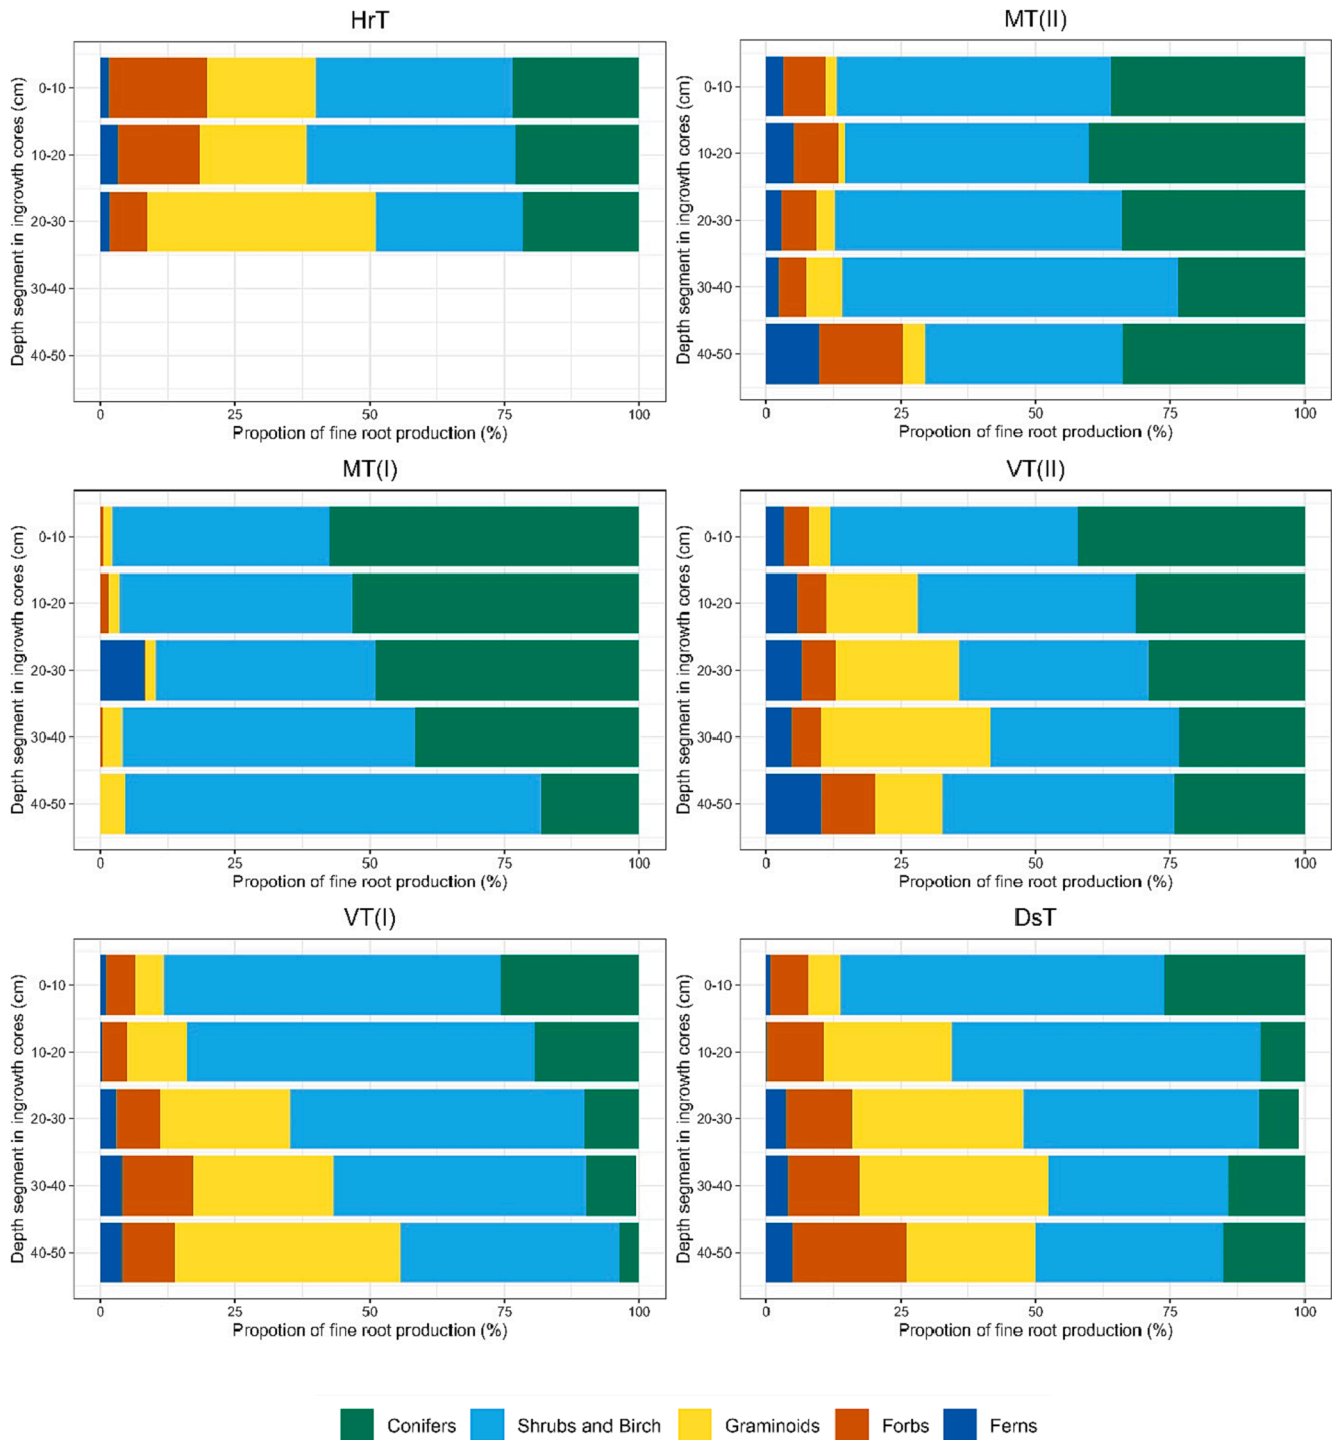 HrT
Depth segment in ingrowth cores (cm)
0-10
10-20
20-30
30-40
40-50
0 25 50 75 100
Propotion of fine root production (%)
MT(II)
Depth segment in ingrowth cores (cm)
0-10
10-20
20-30
30-40
40-50
0 25 50 75 100
Propotion of fine root production (%)
MT(I)
Depth segment in ingrowth cores (cm)
0-10
10-20
20-30
30-40
40-50
0 25 50 75 100
Propotion of fine root production (%)
VT(II)
Depth segment in ingrowth cores (cm)
0-10
10-20
20-30
30-40
40-50
0 25 50 75 100
Propotion of fine root production (%)
VT(I)
Depth segment in ingrowth cores (cm)
0-10
10-20
20-30
30-40
40-50
0 25 50 75 100
Propotion of fine root production (%)
DsT
Depth segment in ingrowth cores (cm)
0-10
10-20
20-30
30-40
40-50
0 25 50 75 100
Propotion of fine root production (%)
Conifers Shrubs and Birch Graminoids Forbs Ferns